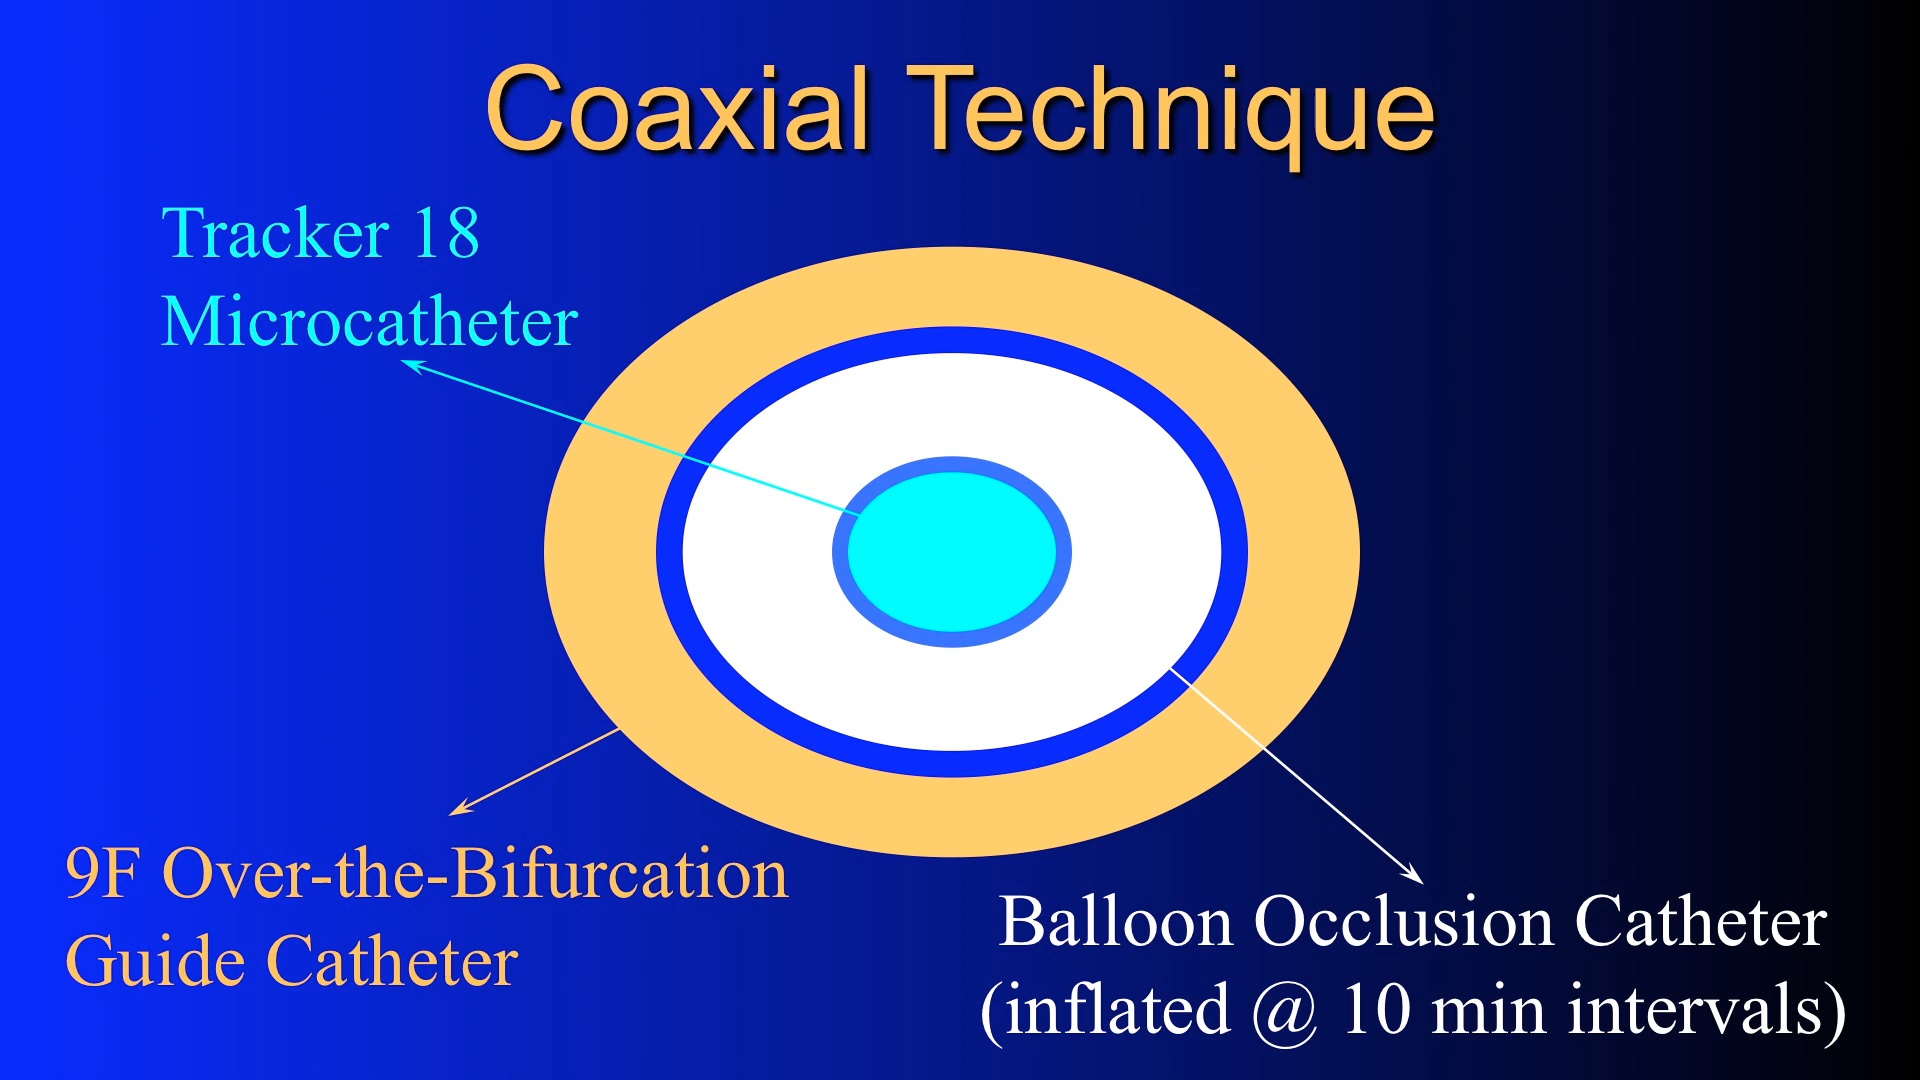 Coaxial Technique
Tracker 18
Microcatheter
9F Over-the-Bifurcation
Guide Catheter
Balloon Occlusion Catheter
(inflated @ 10 min intervals)